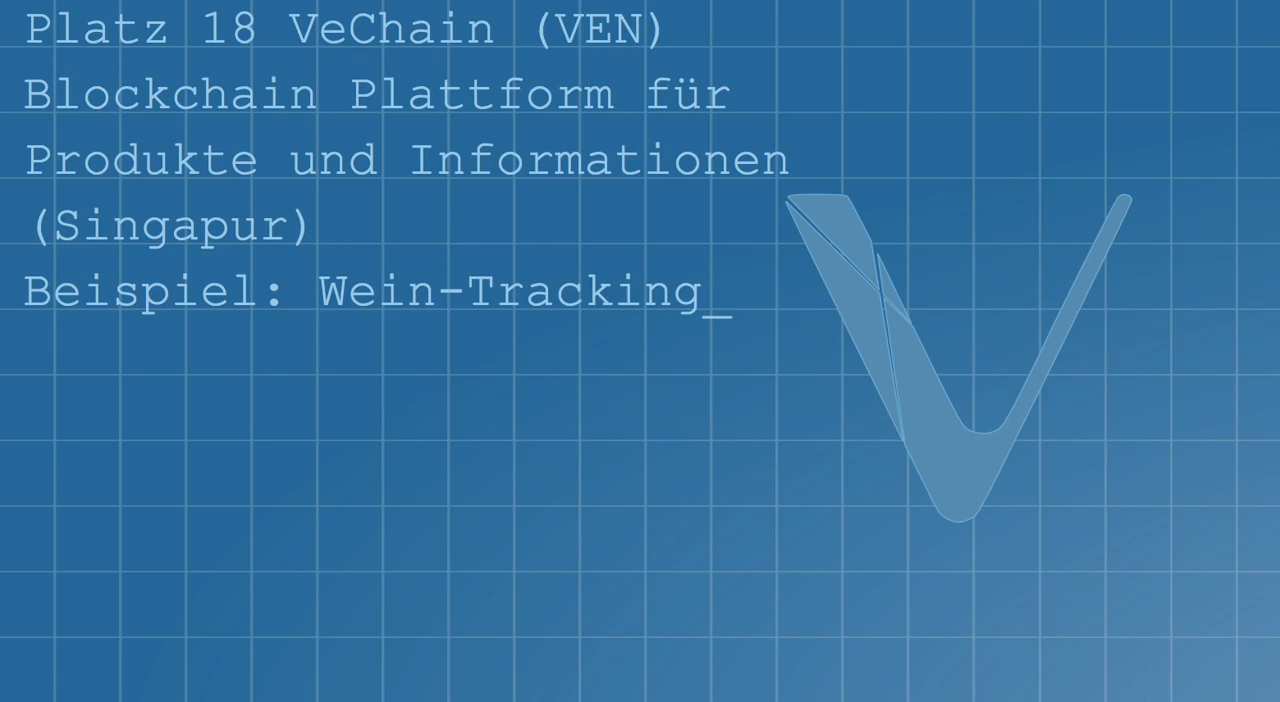 Platz 18 VeChain (VEN)
Blockchain Plattform für
Produkte und Informationen
(Singapur)
Beispiel: Wein-Tracking_